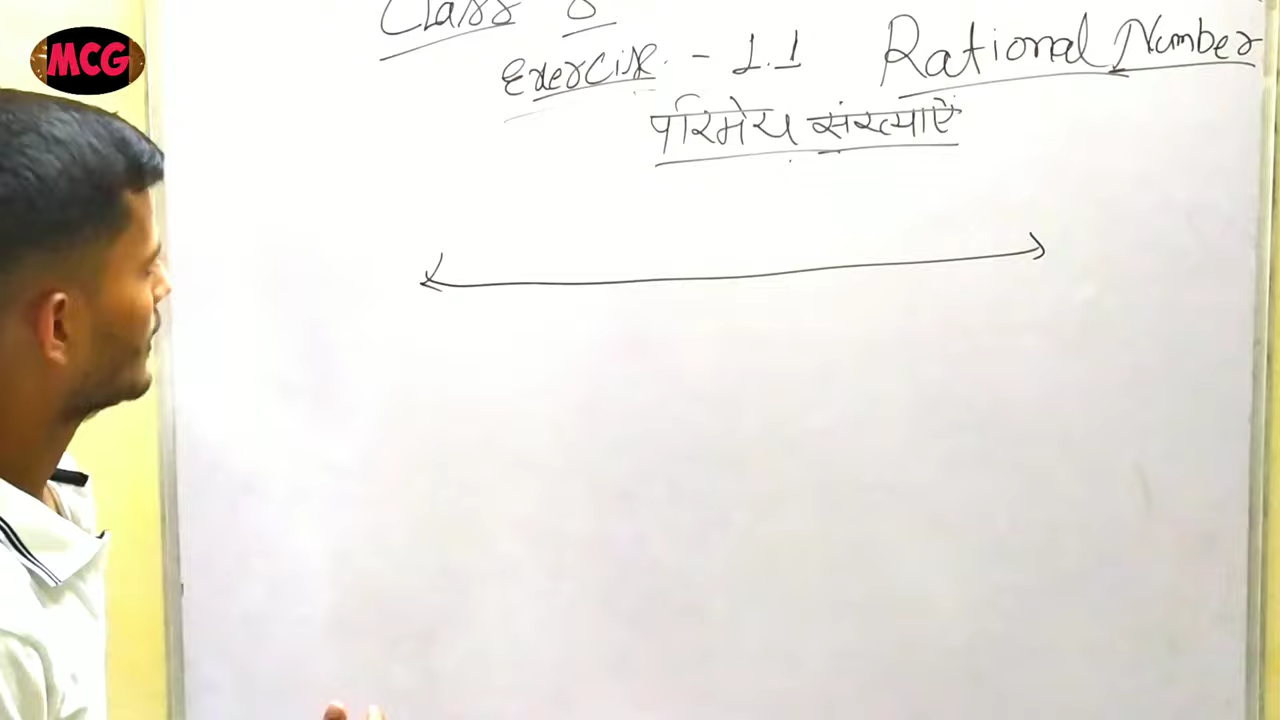 MCG
Class 8
Exercise - 1.1 Rational Number
परिमेय संख्याएँ